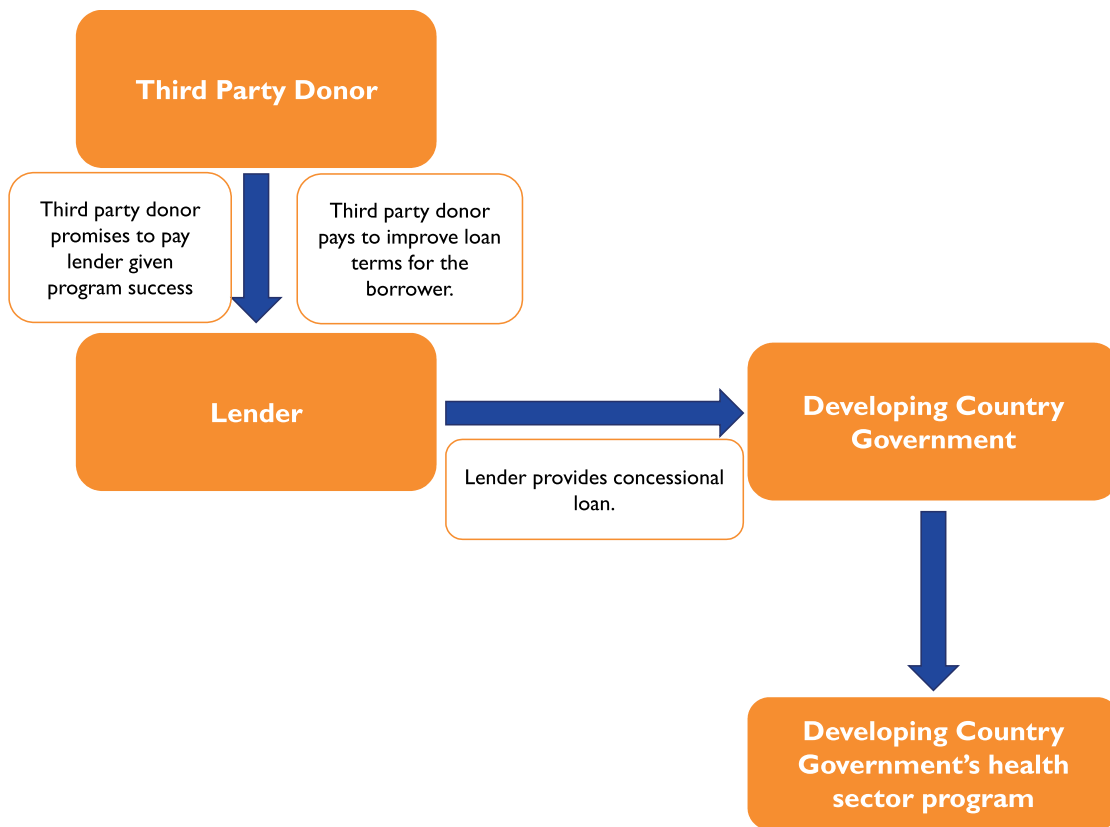 Third Party Donor
Third party donor
promises to pay
lender given
program success
Third party donor
pays to improve loan
terms for the
borrower.
Lender
Lender provides concessional
loan.
Developing Country
Government
Developing Country
Government’s health
sector program